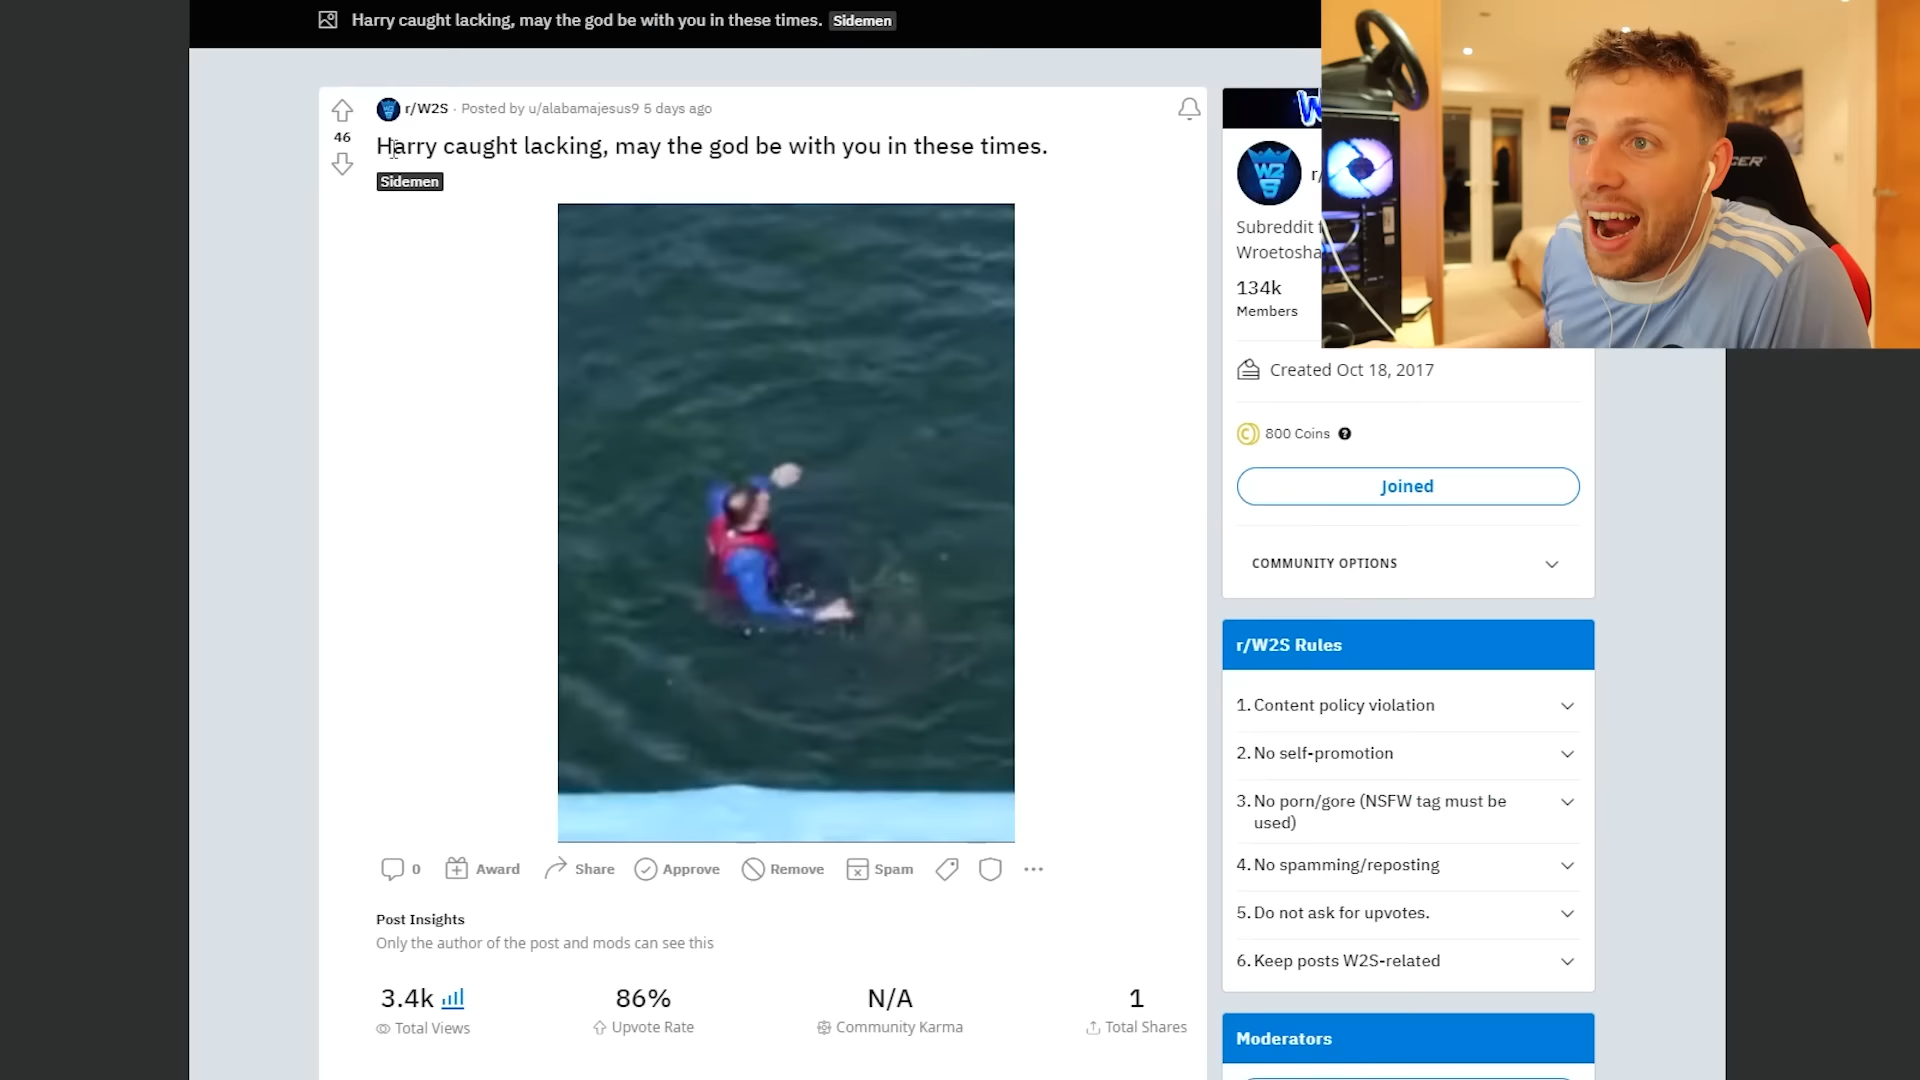 Harry caught lacking, may the god be with you in these times. Sidemen
r/W2S · Posted by u/alabamajesus9 5 days ago
46
Harry caught lacking, may the god be with you in these times.
Sidemen
0 Award Share Approve Remove Spam ...
Post Insights
Only the author of the post and mods can see this
3.4k 86% N/A 1
Total Views Upvote Rate Community Karma Total Shares
W2S
r/
Subreddit
Wroetosha
134k
Members
Created Oct 18, 2017
800 Coins
Joined
COMMUNITY OPTIONS
r/W2S Rules
1. Content policy violation
2. No self-promotion
3. No porn/gore (NSFW tag must be
used)
4. No spamming/reposting
5. Do not ask for upvotes.
6. Keep posts W2S-related
Moderators